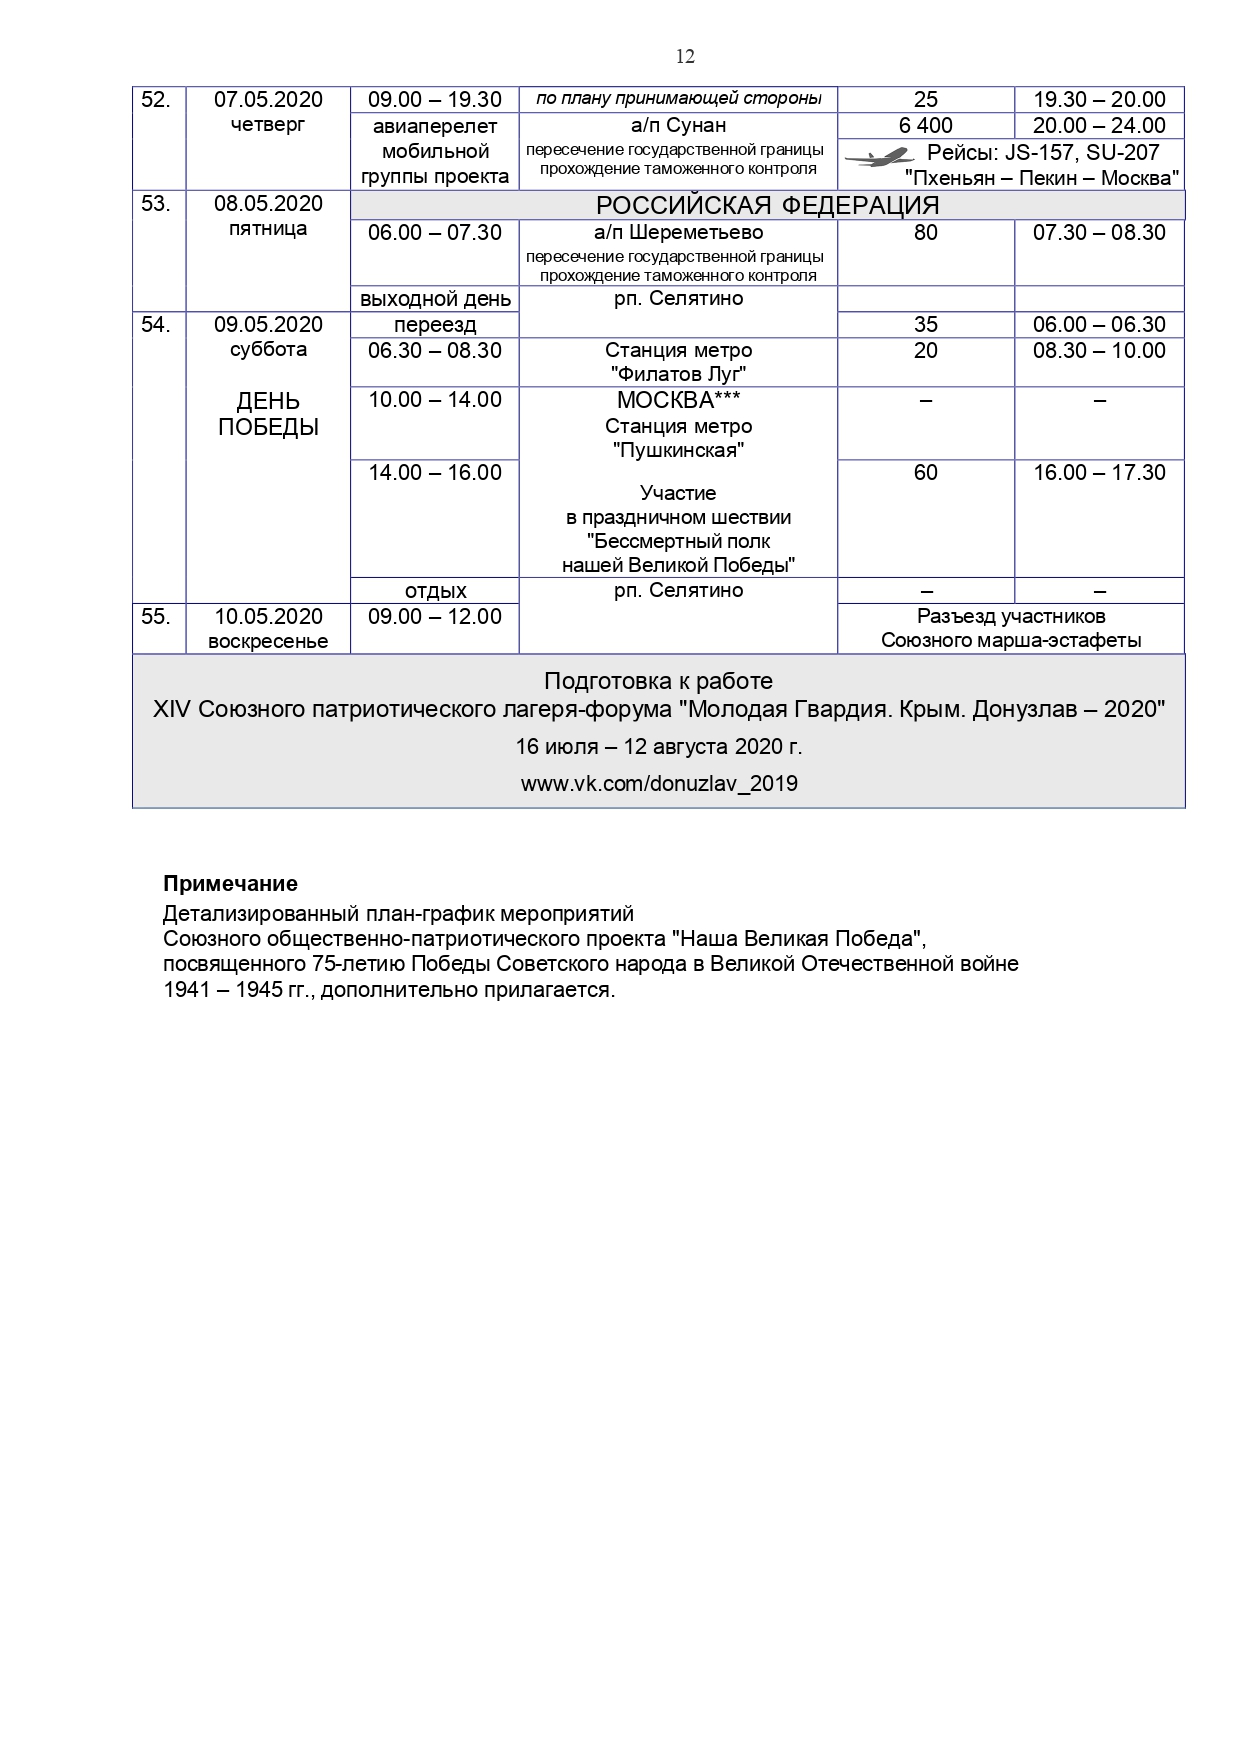 12
52. 07.05.2020 09.00 – 19.30 по плану принимающей стороны 25 19.30 – 20.00
четверг авиаперелет а/п Сунан 6 400 20.00 – 24.00
мобильной пересечение государственной границы Рейсы: JS-157, SU-207
группы проекта прохождение таможенного контроля "Пхеньян – Пекин – Москва"
53. 08.05.2020 РОССИЙСКАЯ ФЕДЕРАЦИЯ
пятница 06.00 – 07.30 а/п Шереметьево 80 07.30 – 08.30
пересечение государственной границы
прохождение таможенного контроля
выходной день рп. Селятино
54. 09.05.2020 переезд 35 06.00 – 06.30
суббота 06.30 – 08.30 Станция метро 20 08.30 – 10.00
"Филатов Луг"
ДЕНЬ 10.00 – 14.00 МОСКВА*** – –
ПОБЕДЫ Станция метро
"Пушкинская"
14.00 – 16.00 60 16.00 – 17.30
Участие
в праздничном шествии
"Бессмертный полк
нашей Великой Победы"
отдых рп. Селятино – –
55. 10.05.2020 09.00 – 12.00 Разъезд участников
воскресенье Союзного марша-эстафеты
Подготовка к работе
XIV Союзного патриотического лагеря-форума "Молодая Гвардия. Крым. Донузлав – 2020"
16 июля – 12 августа 2020 г.
www.vk.com/donuzlav_2019
Примечание
Детализированный план-график мероприятий
Союзного общественно-патриотического проекта "Наша Великая Победа",
посвященного 75-летию Победы Советского народа в Великой Отечественной войне
1941 – 1945 гг., дополнительно прилагается.